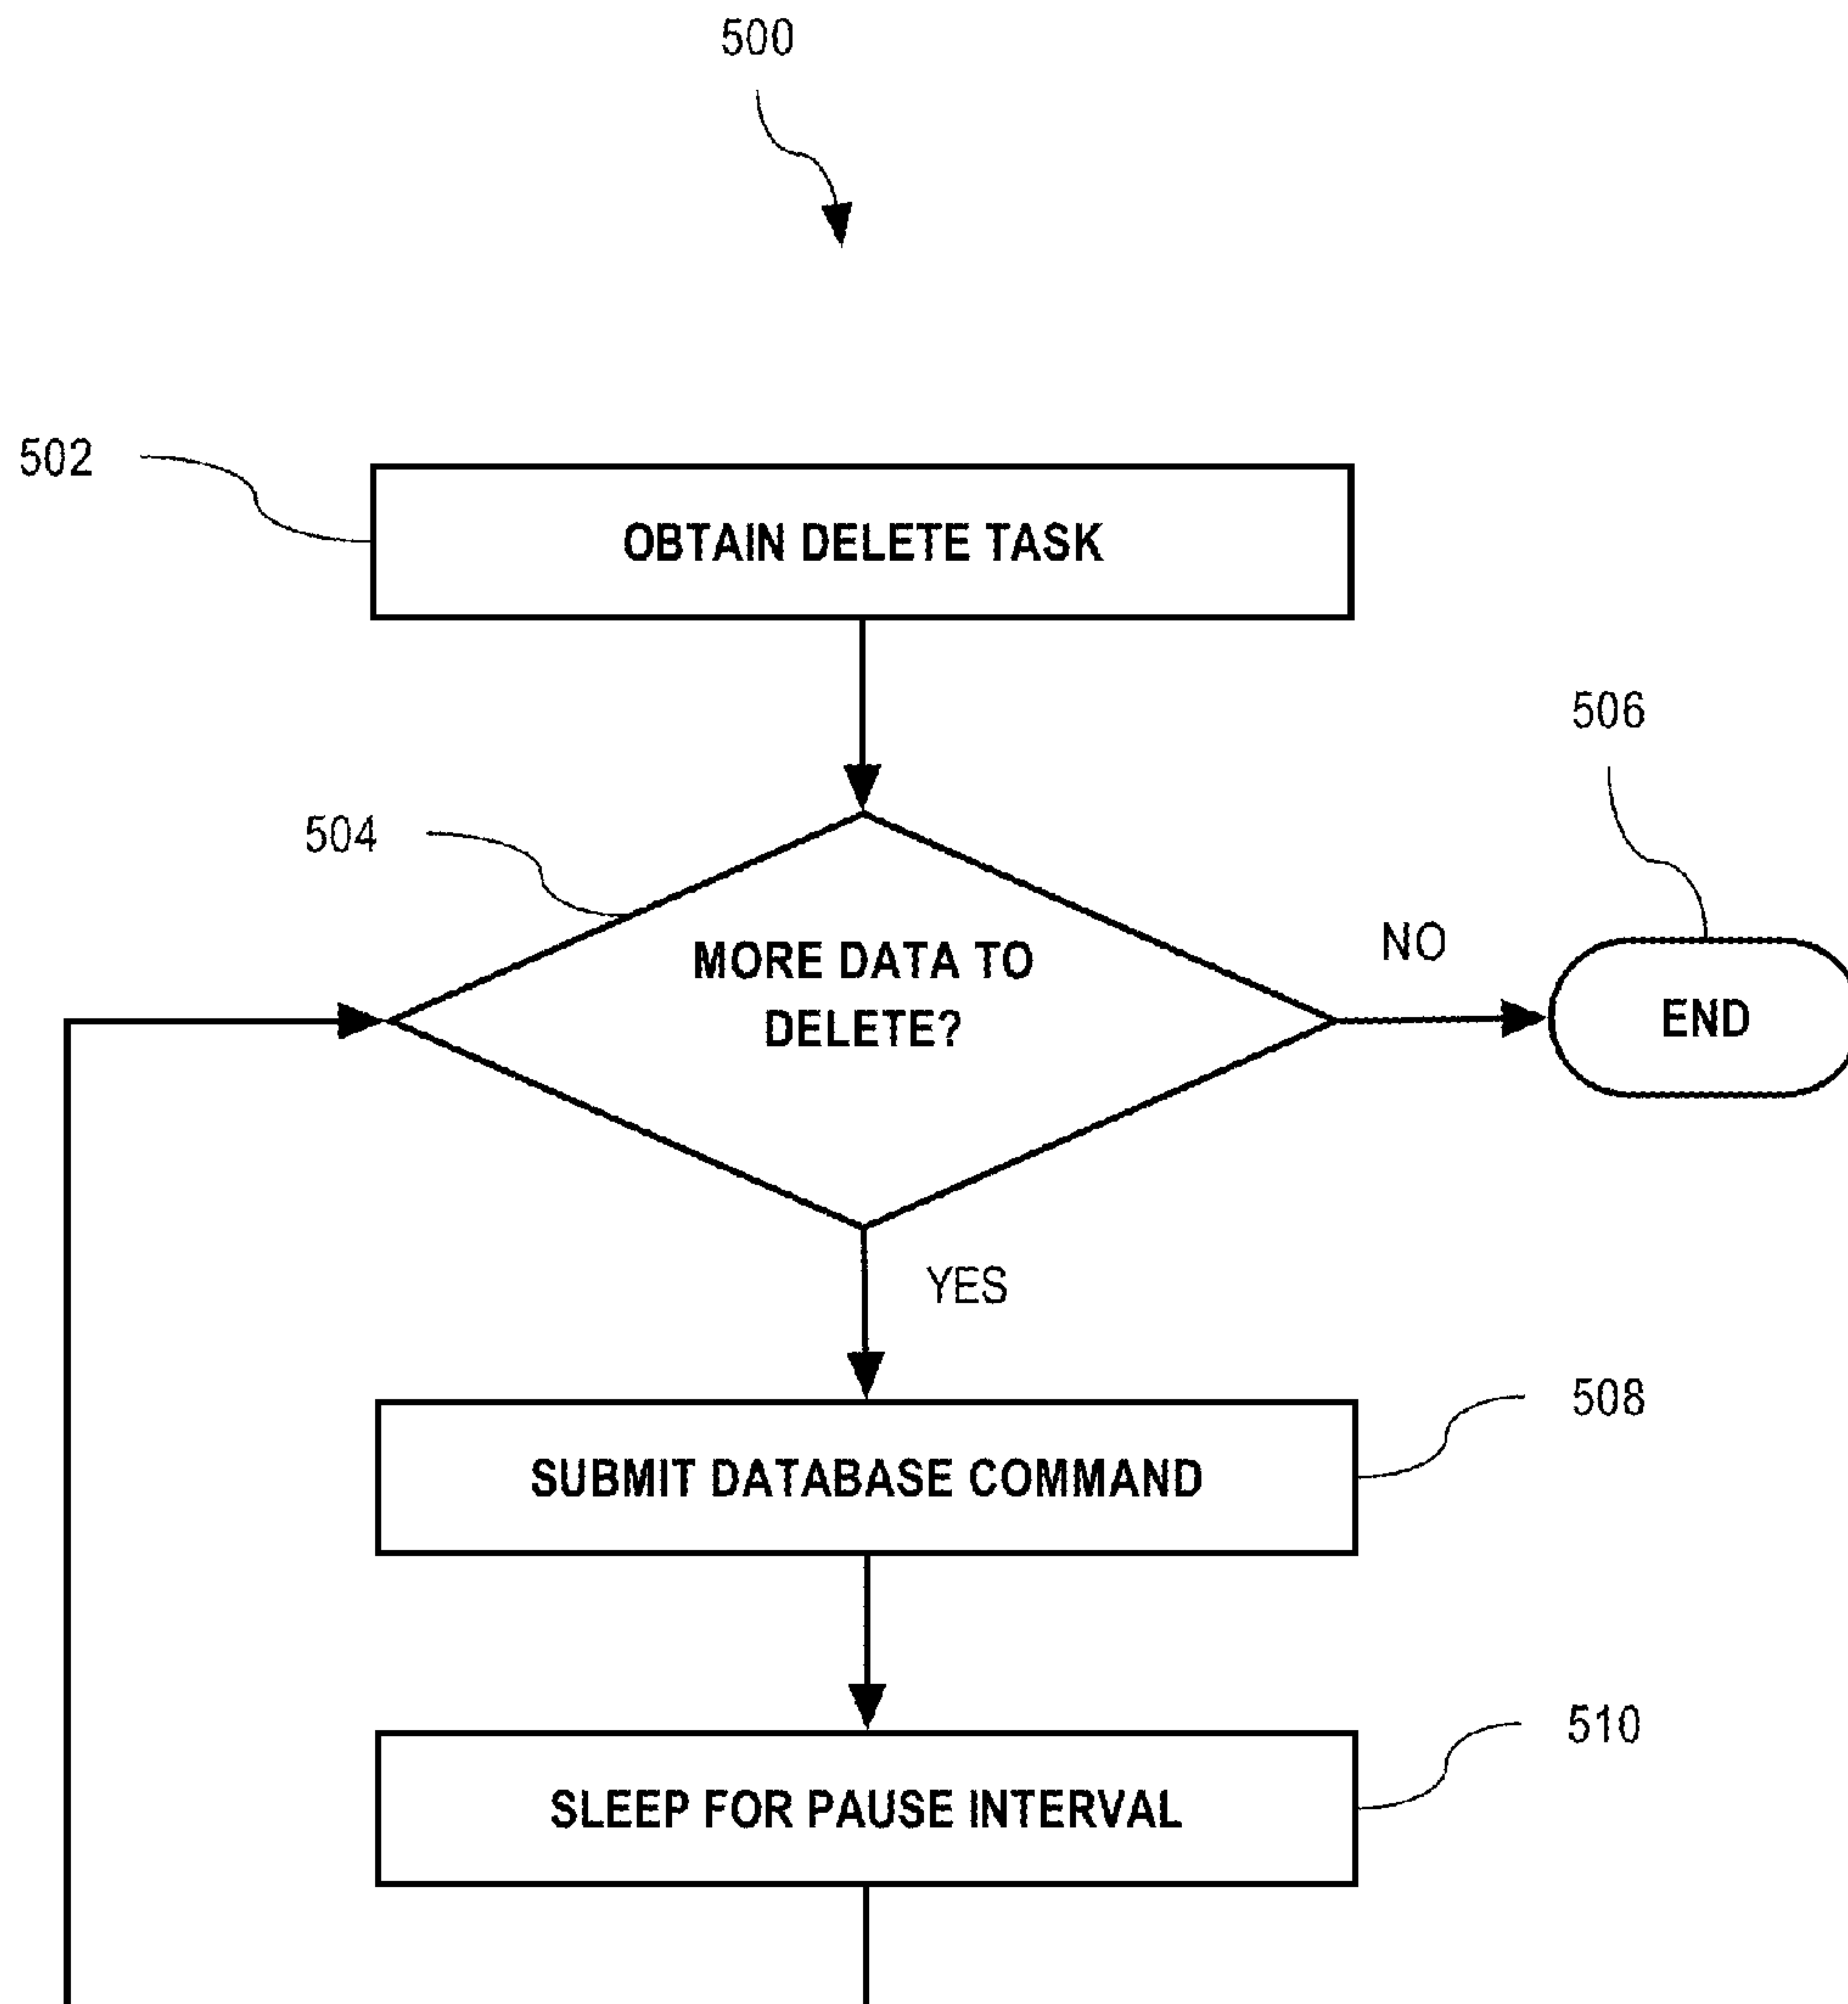 500
502
OBTAIN DELETE TASK
506
504
MORE DATA TO
DELETE?
NO
END
YES
508
SUBMIT DATABASE COMMAND
510
SLEEP FOR PAUSE INTERVAL